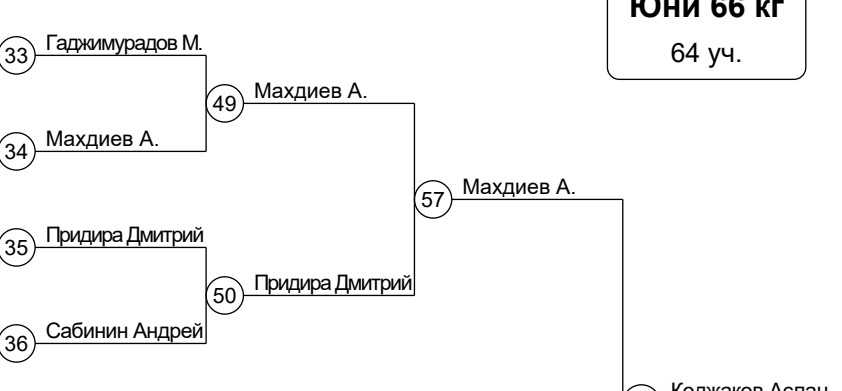 Юни 66 кг
64 уч.
33 Гаджимурадов М.
49 Махдиев А.
34 Махдиев А.
57 Махдиев А.
35 Придира Дмитрий
50 Придира Дмитрий
36 Сабинин Андрей